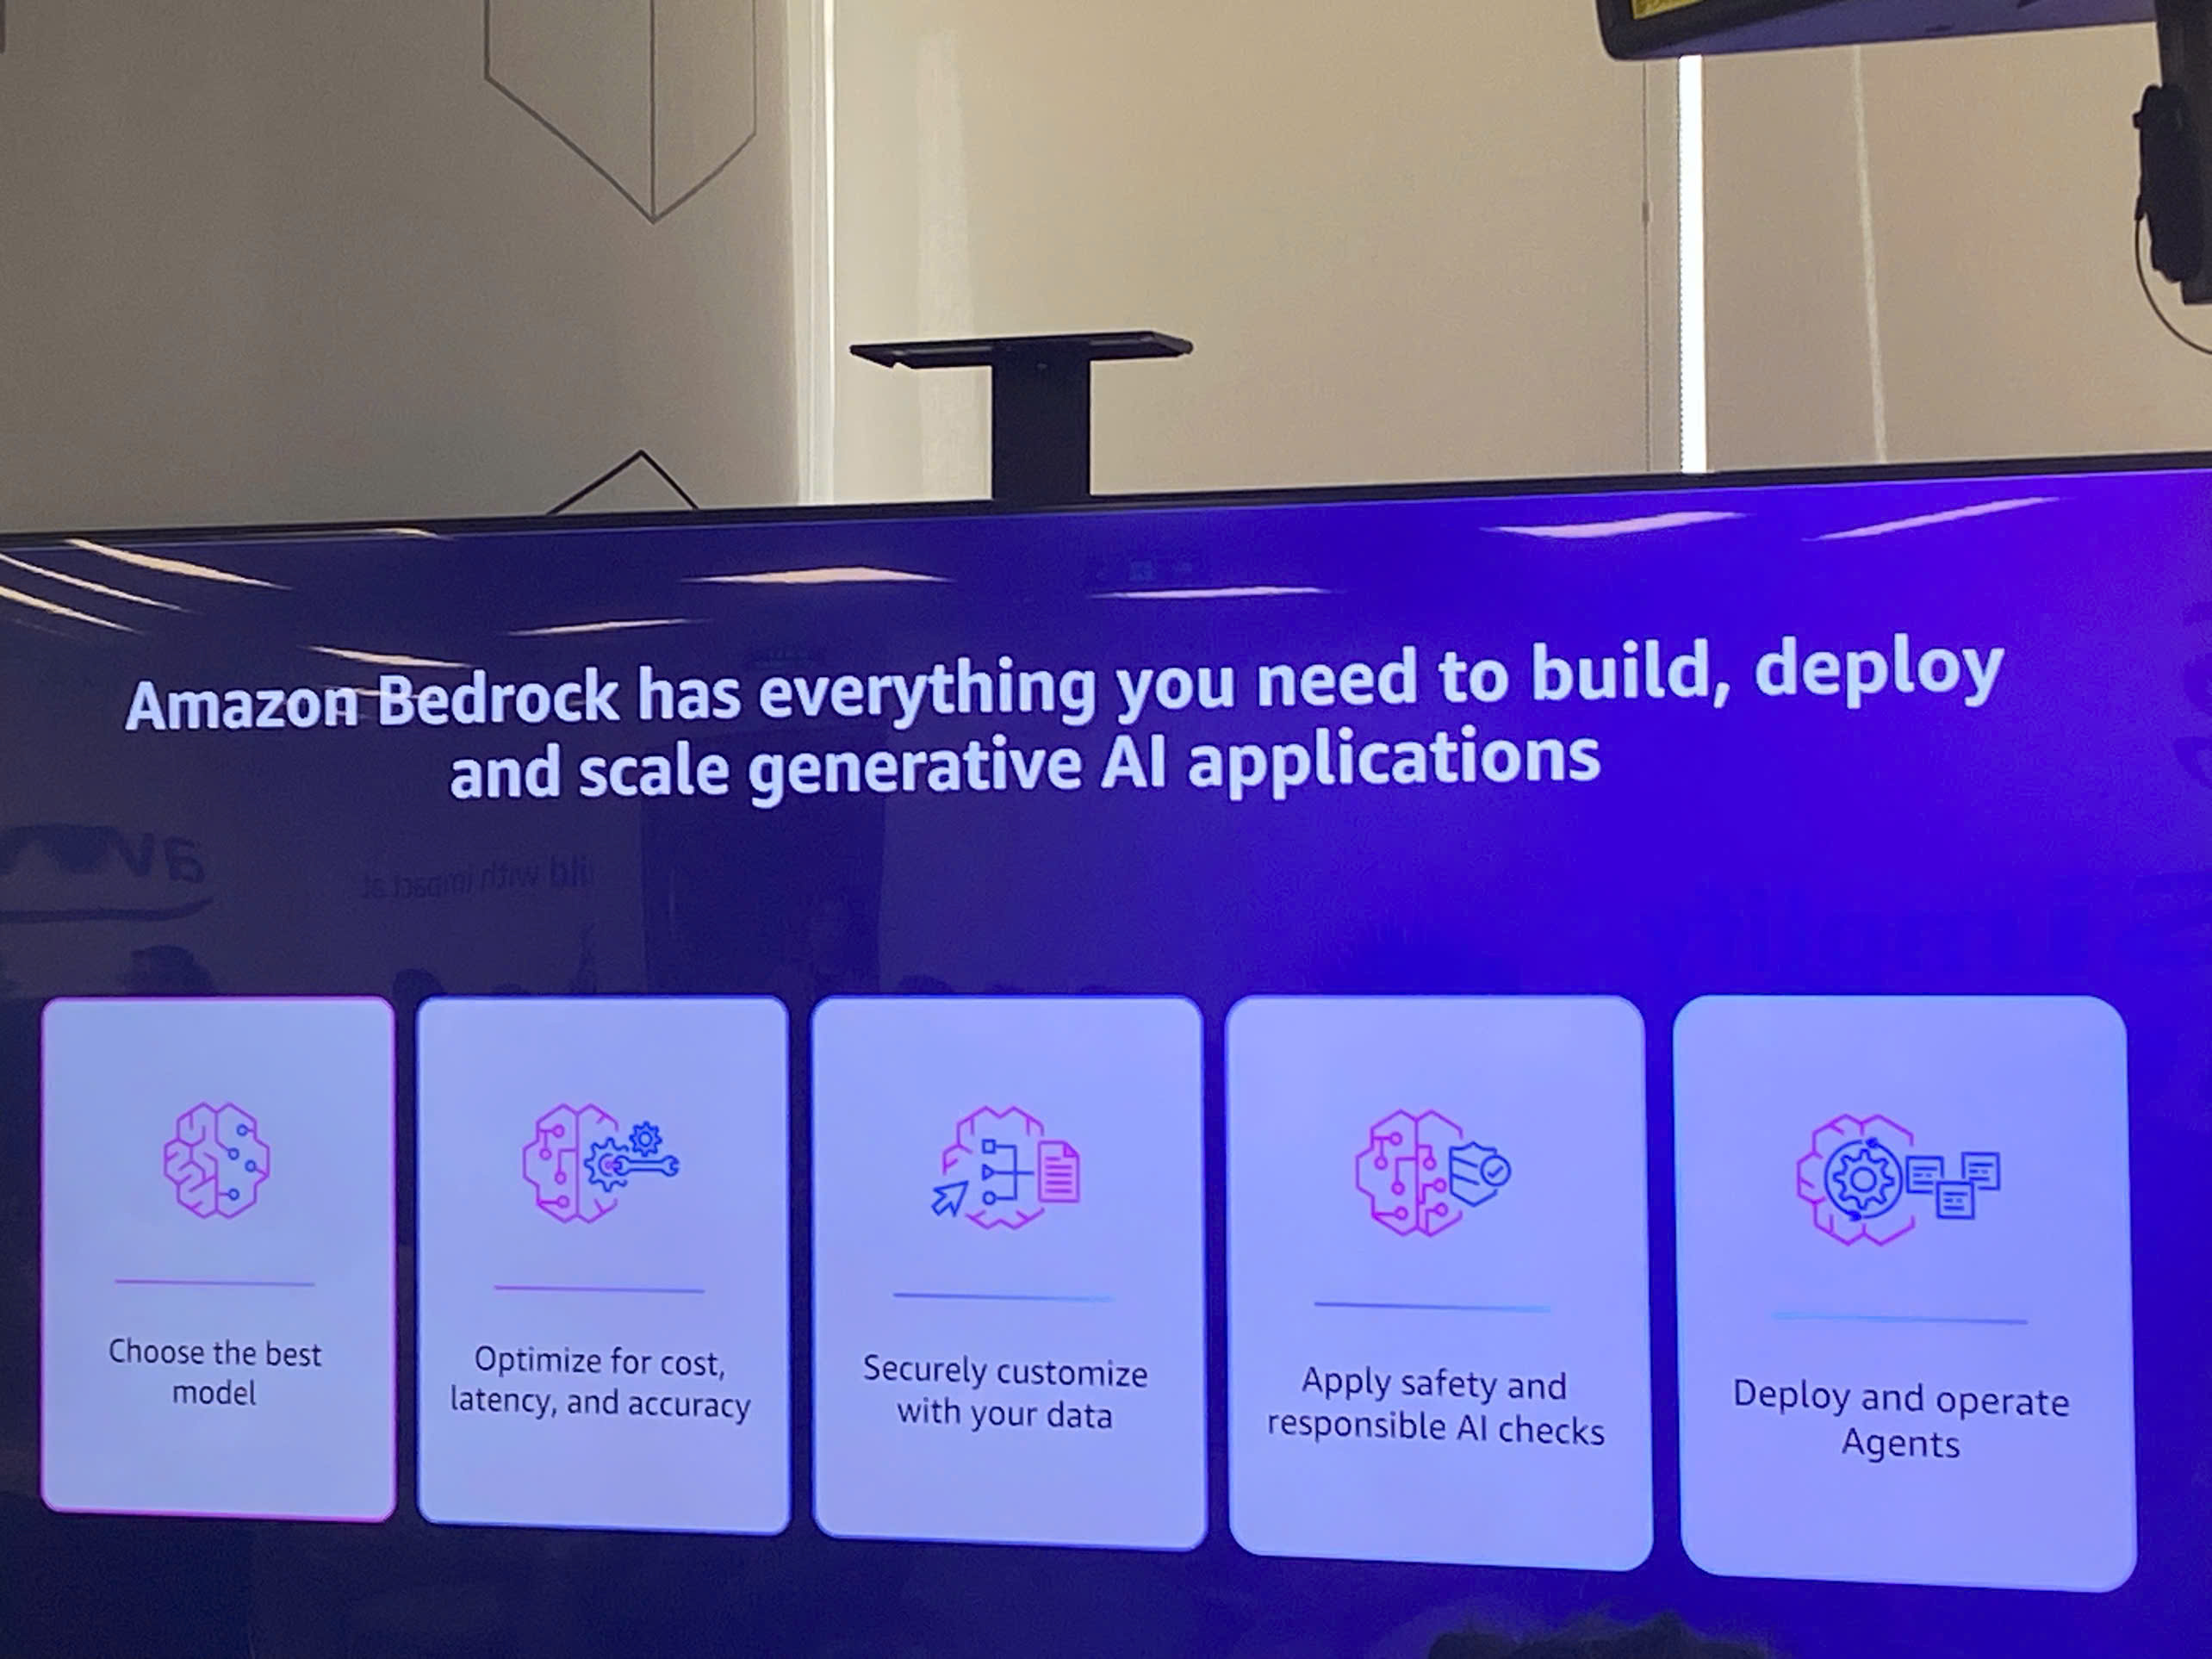 Amazon Bedrock has everything you need to build, deploy
and scale generative AI applications
Choose the best
model
Optimize for cost,
latency, and accuracy
Securely customize
with your data
Apply safety and
responsible AI checks
Deploy and operate
Agents